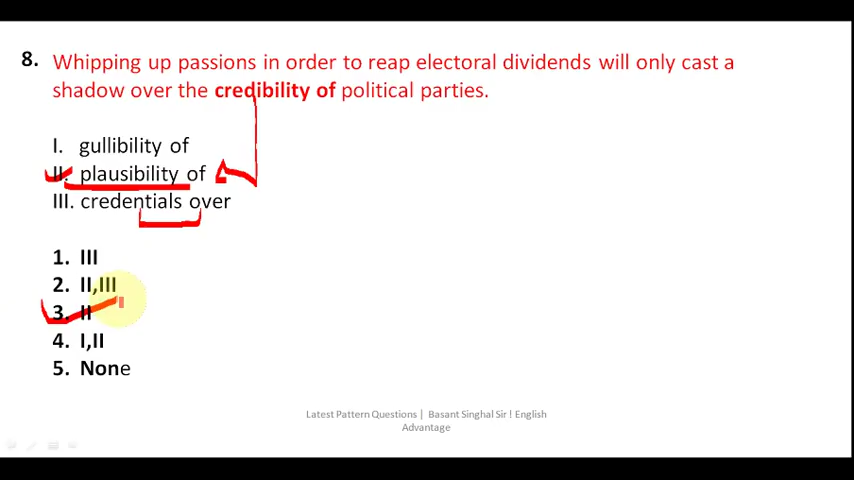 8. Whipping up passions in order to reap electoral dividends will only cast a
shadow over the credibility of political parties.
I. gullibility of
II. plausibility of
III. credentials over
1. III
2. II,III
3. II
4. I,II
5. None
Latest Pattern Questions | Basant Singhal Sir ! English
Advantage